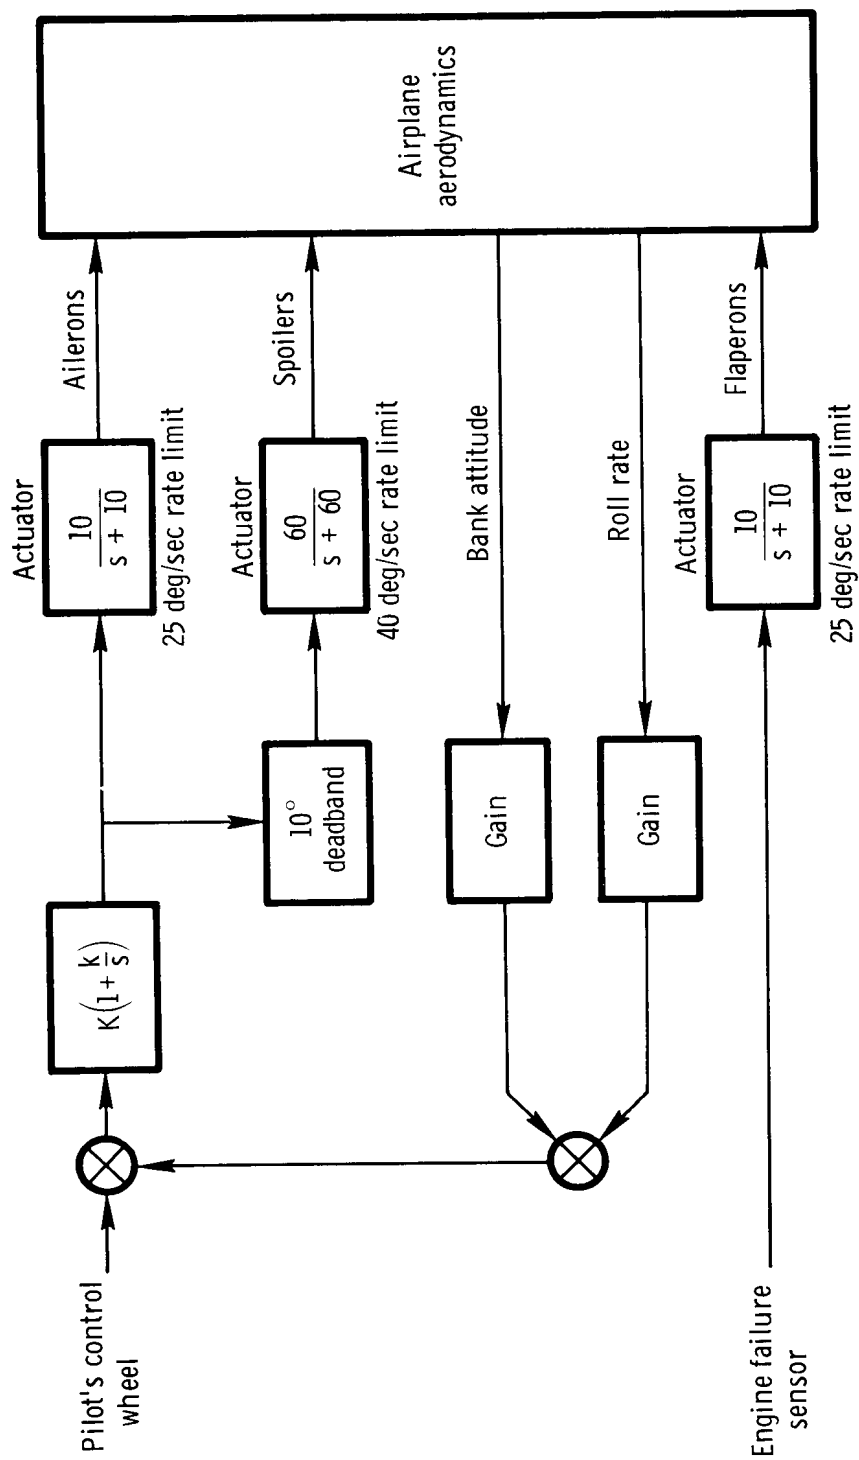 Pilot's control
wheel
K(1 + k/s)
Actuator
10
s + 10
25 deg/sec rate limit
Ailerons
10°
deadband
Actuator
60
s + 60
40 deg/sec rate limit
Spoilers
Airplane
aerodynamics
Gain
Bank attitude
Gain
Roll rate
Engine failure
sensor
Actuator
10
s + 10
25 deg/sec rate limit
Flaperons